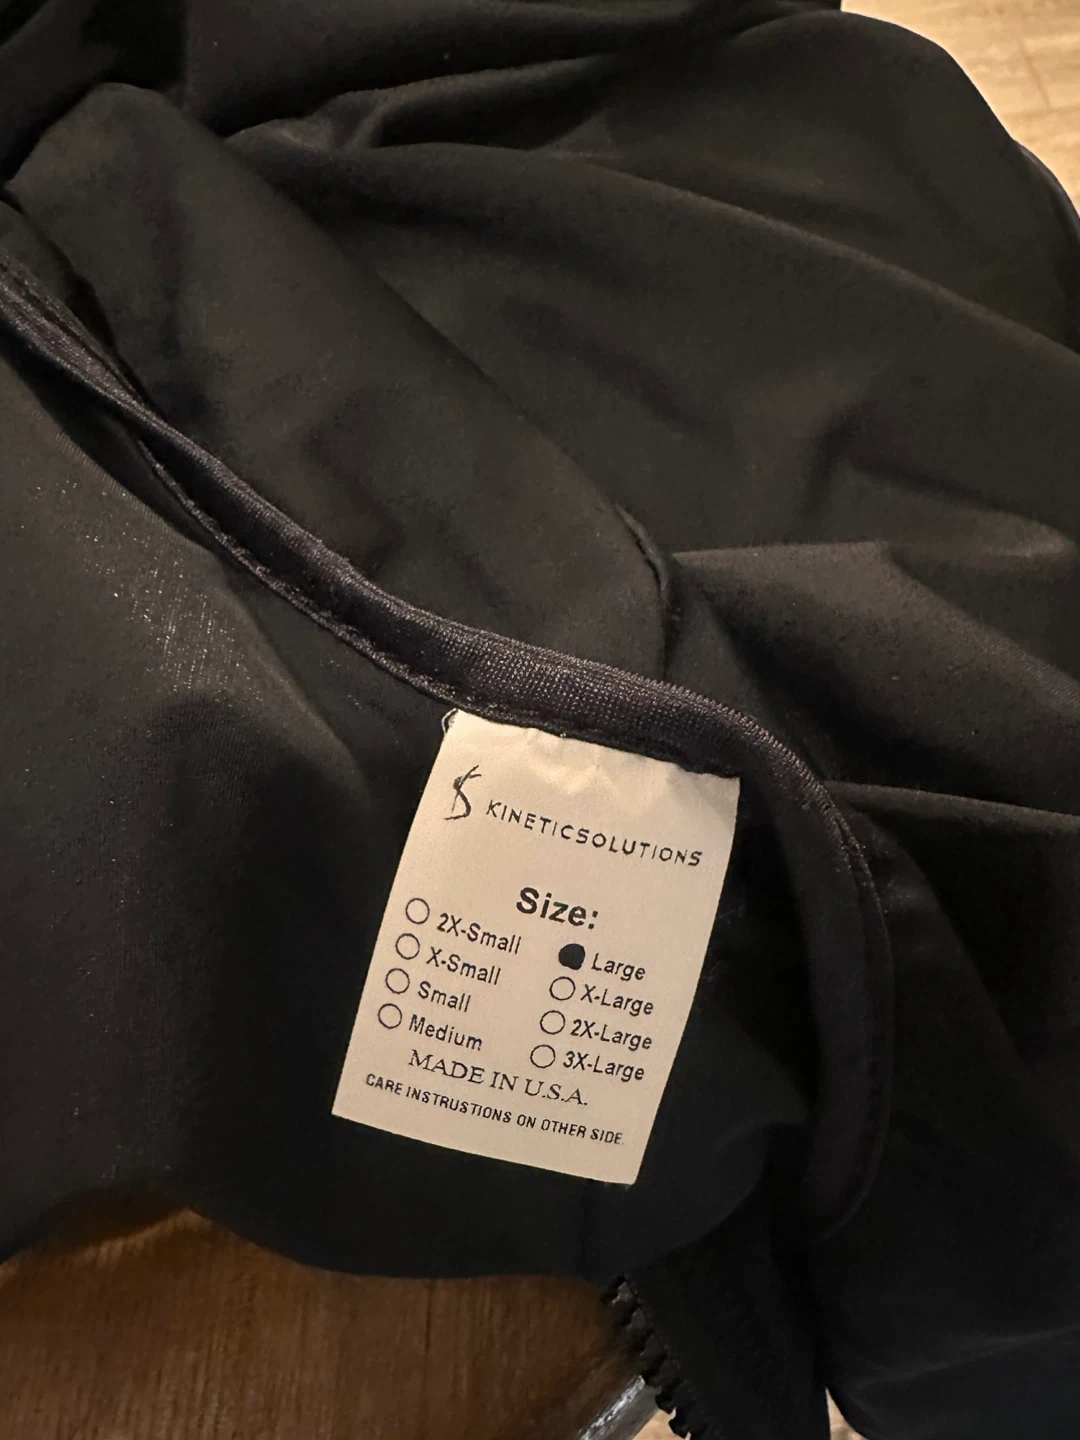 KINETICSOLUTIONS
Size:
2X-Small
X-Small
Small
Medium
Large
X-Large
2X-Large
3X-Large
MADE IN U.S.A.
CARE INSTRUSTIONS ON OTHER SIDE.